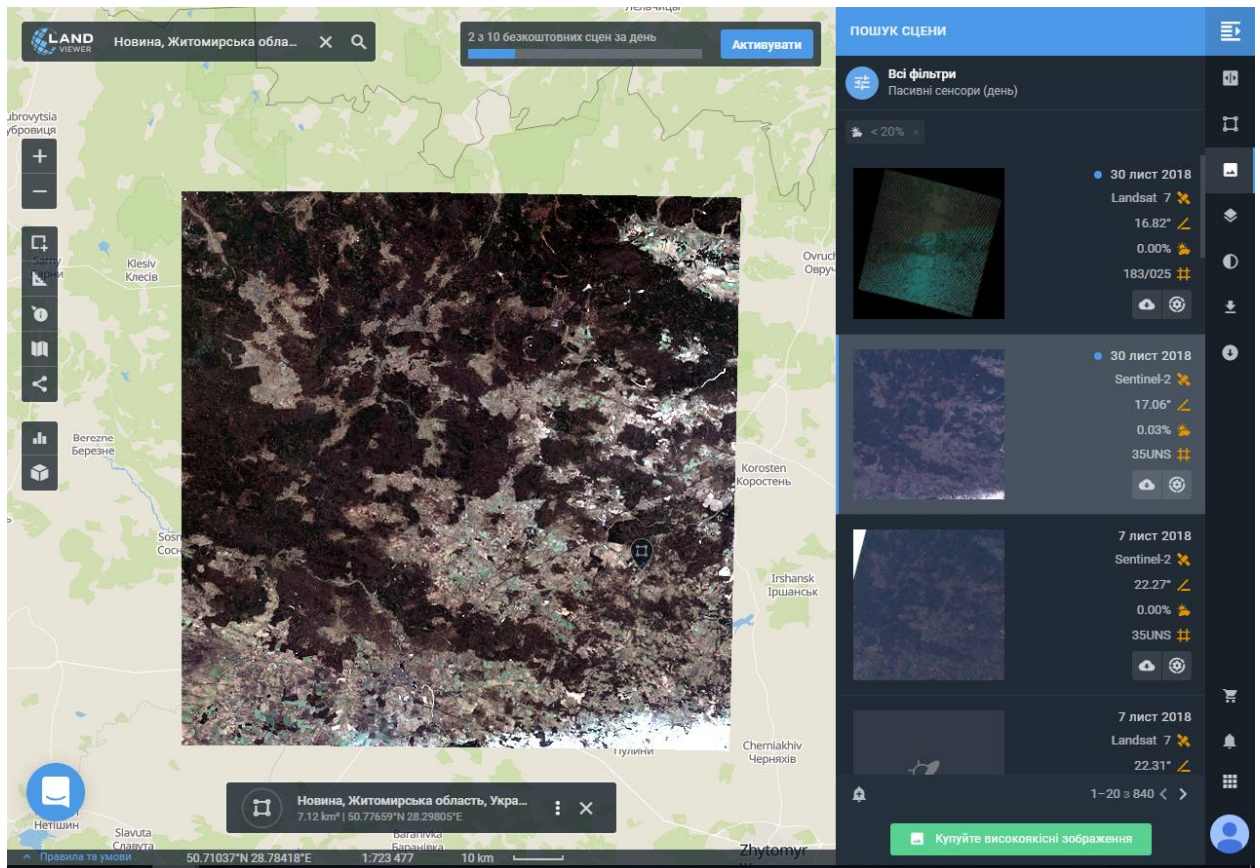 LAND
VIEWER
Новина, Житомирська обла...
2 з 10 безкоштовних сцен за день
Активувати
ПОШУК СЦЕНИ
Всі фільтри
Пасивні сенсори (день)
< 20% ×
30 лист 2018
Landsat 7
16.82°
0.00%
183/025
30 лист 2018
Sentinel-2
17.06°
0.03%
35UNS
7 лист 2018
Sentinel-2
22.27°
0.00%
35UNS
7 лист 2018
Landsat 7
22.31°
1–20 з 840
Купуйте високоякісні зображення
Klesiv
Клесів
Berezne
Березне
Korosten
Коростень
Irshansk
Іршанськ
Cherniakhiv
Черняхів
Пулини
Новина, Житомирська область, Укра...
7.12 km² | 50.77659°N 28.29805°E
Нетішин
Slavuta
Славута
Baranivka
Баранівка
Zhytomyr
Правила та умови
50.71037°N 28.78418°E
1:723 477
10 km